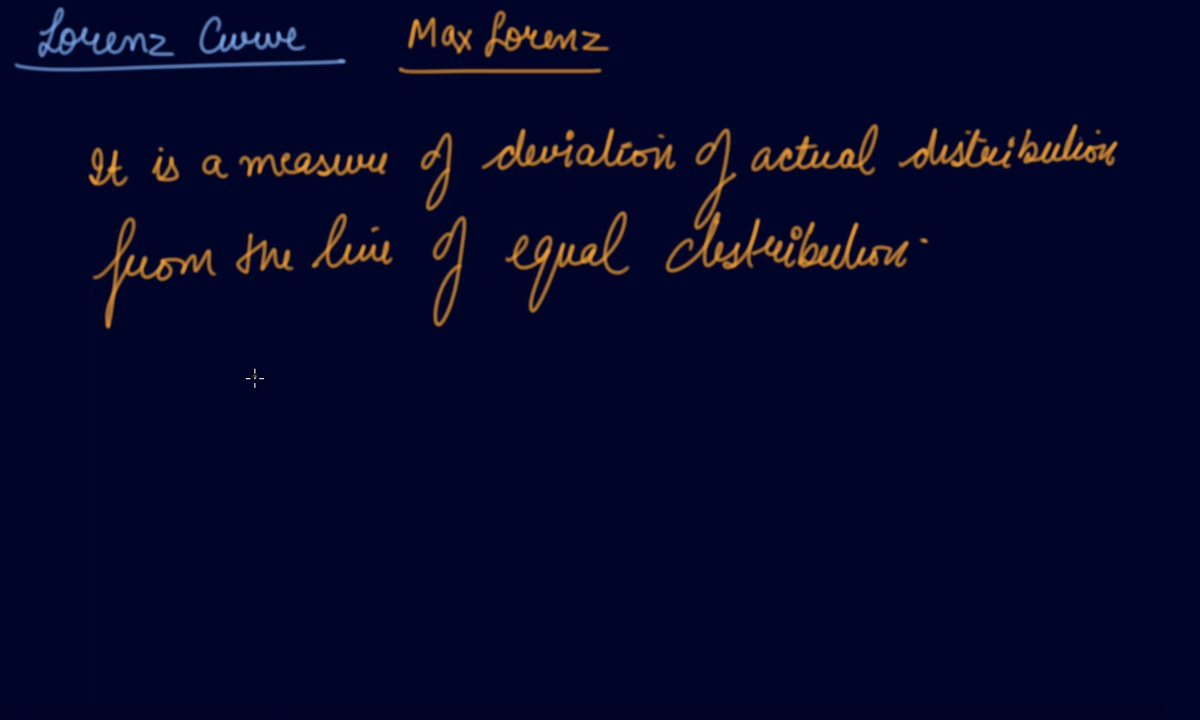 Lorenz Curve Max Lorenz
It is a measure of deviation of actual distribution
from the line of equal distribution.